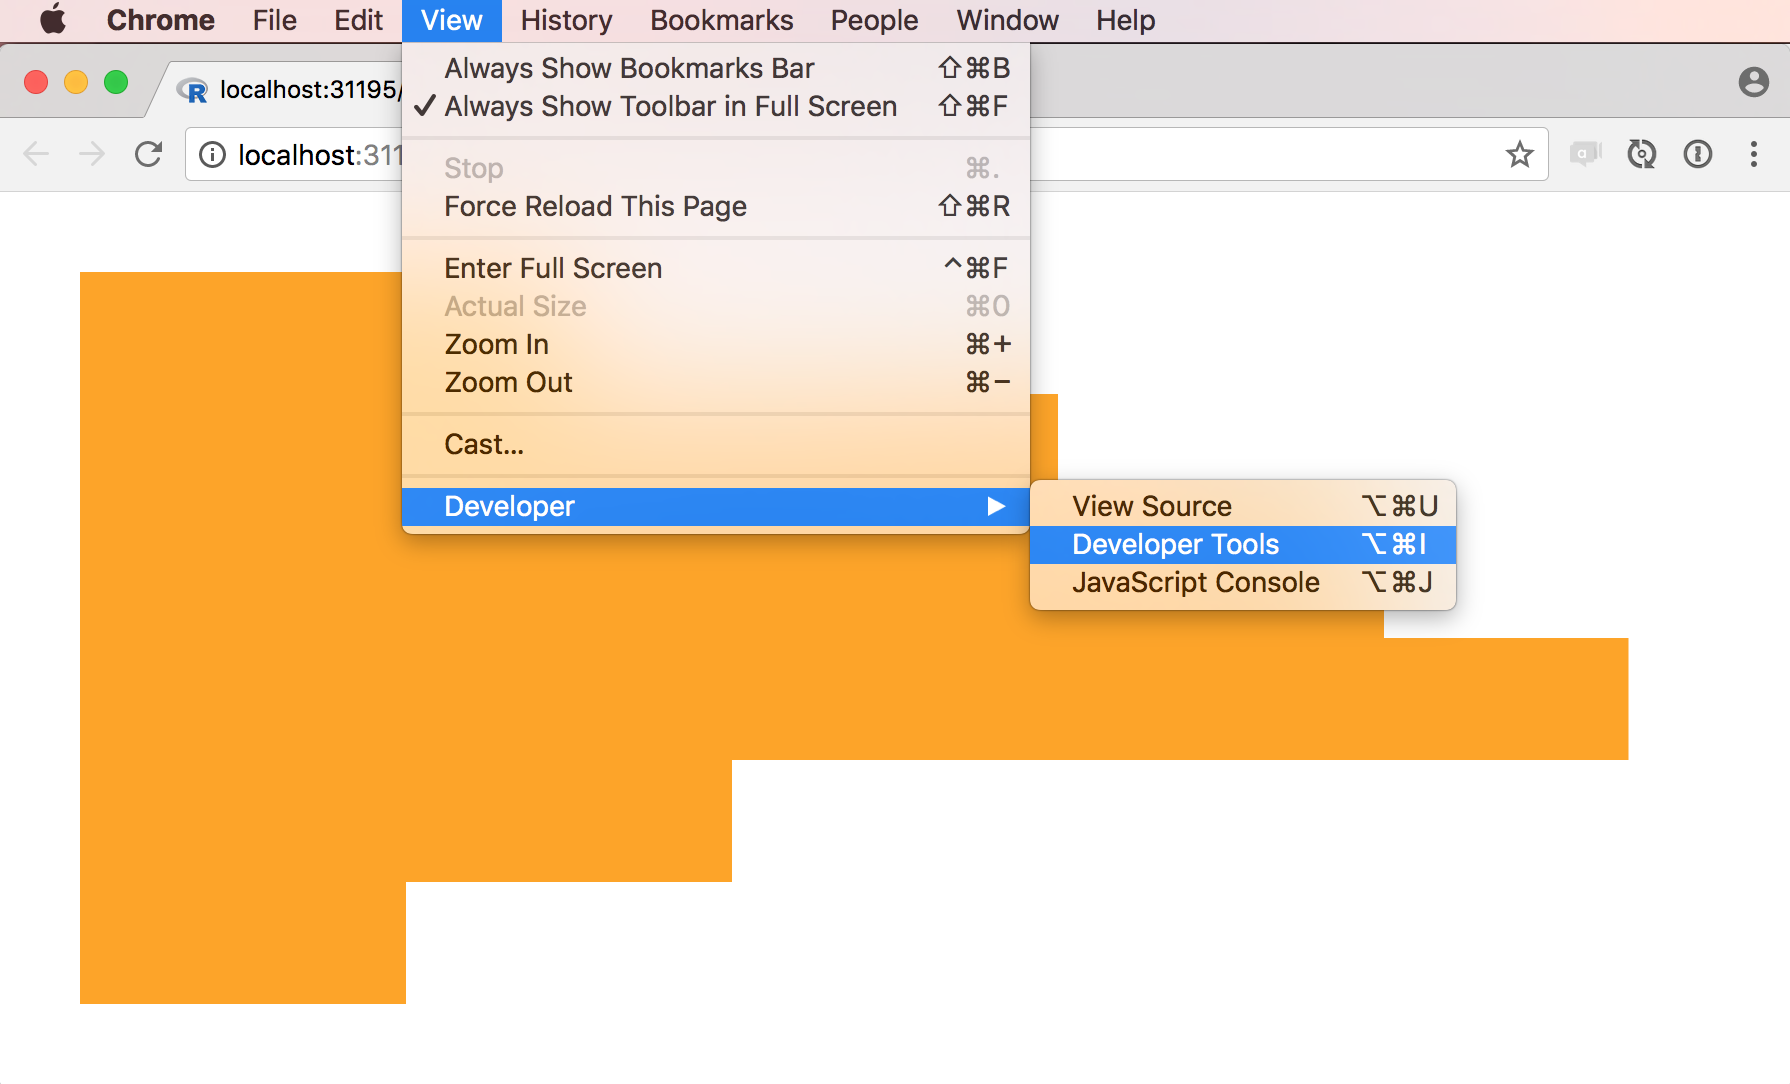 Chrome File Edit View History Bookmarks People Window Help
localhost:31195/
localhost:311
Always Show Bookmarks Bar ⇧⌘B
✓ Always Show Toolbar in Full Screen ⇧⌘F
Stop ⌘.
Force Reload This Page ⇧⌘R
Enter Full Screen ^⌘F
Actual Size ⌘0
Zoom In ⌘+
Zoom Out ⌘−
Cast...
Developer ▶
View Source ⌥⌘U
Developer Tools ⌥⌘I
JavaScript Console ⌥⌘J